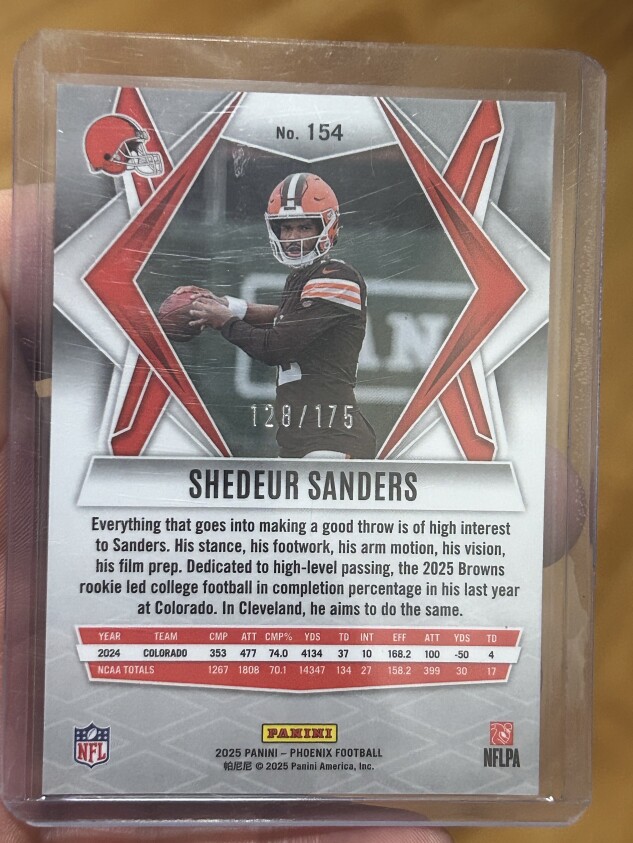 No. 154
128/175
SHEDEUR SANDERS
Everything that goes into making a good throw is of high interest
to Sanders. His stance, his footwork, his arm motion, his vision,
his film prep. Dedicated to high-level passing, the 2025 Browns
rookie led college football in completion percentage in his last year
at Colorado. In Cleveland, he aims to do the same.
YEAR TEAM CMP ATT CMP% YDS TD INT EFF ATT YDS TD
2024 COLORADO 353 477 74.0 4134 37 10 168.2 100 -50 4
NCAA TOTALS 1267 1808 70.1 14347 134 27 158.2 399 30 17
NFL
PANINI
2025 PANINI – PHOENIX FOOTBALL
帕尼尼 © 2025 Panini America, Inc.
NFLPA